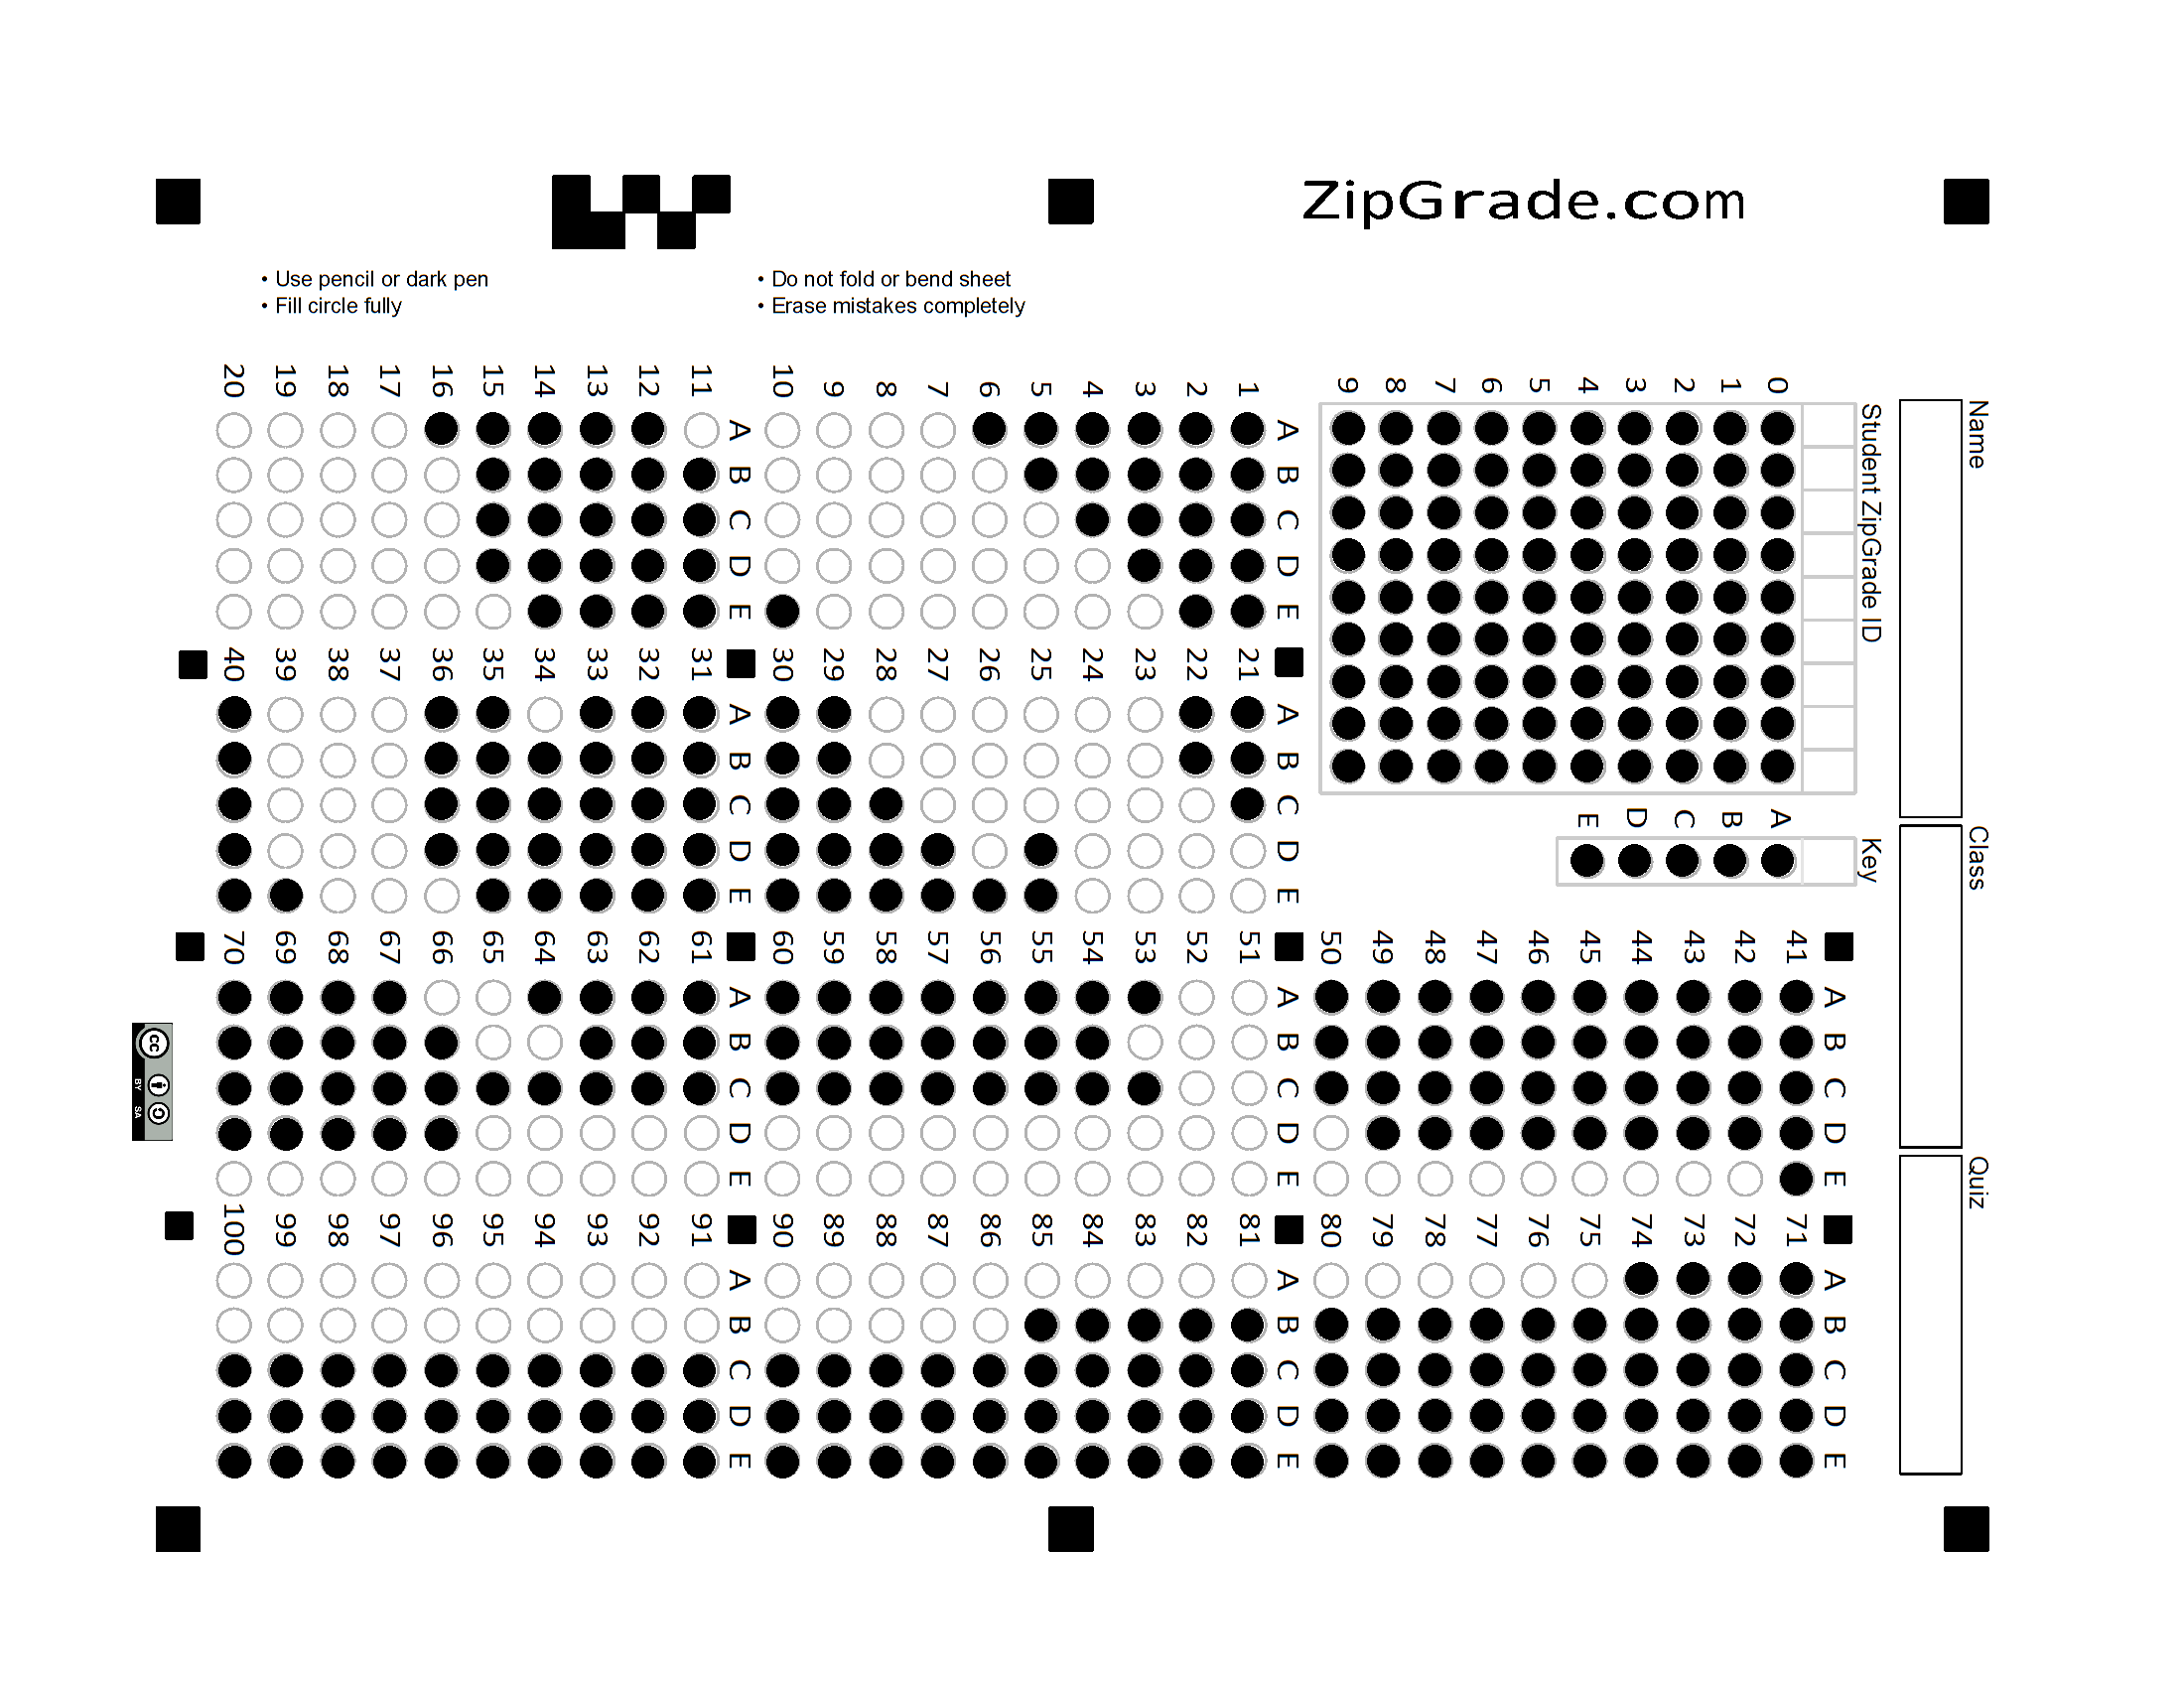 ZipGrade.com
• Use pencil or dark pen
• Fill circle fully
• Do not fold or bend sheet
• Erase mistakes completely
Name
Class
Quiz
Student ZipGrade ID
0 1 2 3 4 5 6 7 8 9
Key
A B C D E
1 2 3 4 5 6 7 8 9 10
A B C D E
11 12 13 14 15 16 17 18 19 20
A B C D E
21 22 23 24 25 26 27 28 29 30
A B C D E
31 32 33 34 35 36 37 38 39 40
A B C D E
41 42 43 44 45 46 47 48 49 50
A B C D E
51 52 53 54 55 56 57 58 59 60
A B C D E
61 62 63 64 65 66 67 68 69 70
A B C D E
71 72 73 74 75 76 77 78 79 80
A B C D E
81 82 83 84 85 86 87 88 89 90
A B C D E
91 92 93 94 95 96 97 98 99 100
A B C D E
cc
BY SA